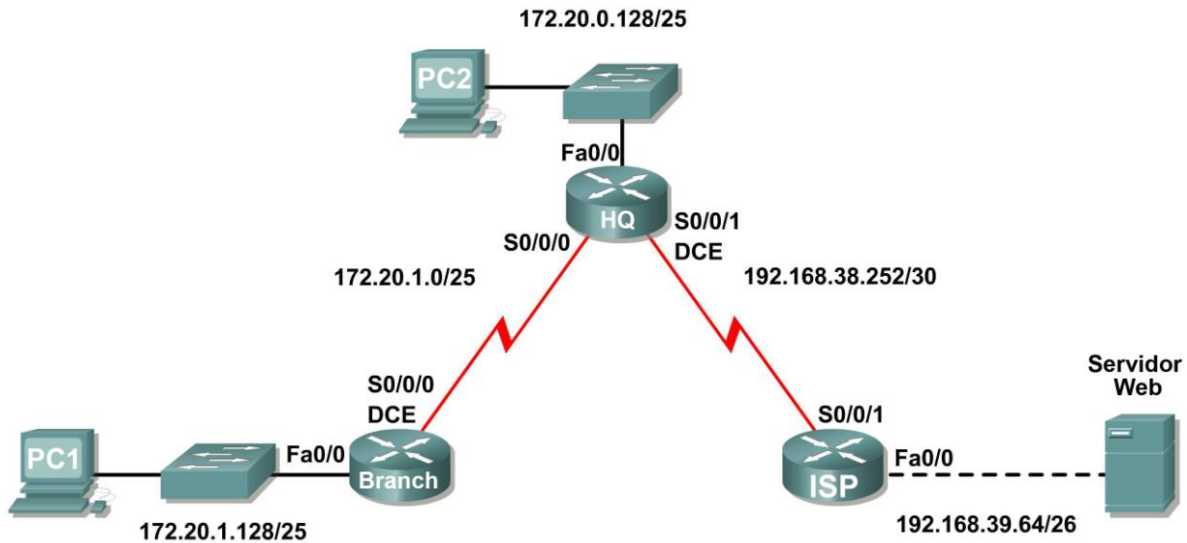 172.20.0.128/25
PC2
Fa0/0
HQ
S0/0/0
S0/0/1
DCE
172.20.1.0/25
192.168.38.252/30
S0/0/0
DCE
PC1
Fa0/0
Branch
172.20.1.128/25
S0/0/1
ISP
Fa0/0
192.168.39.64/26
Servidor
Web